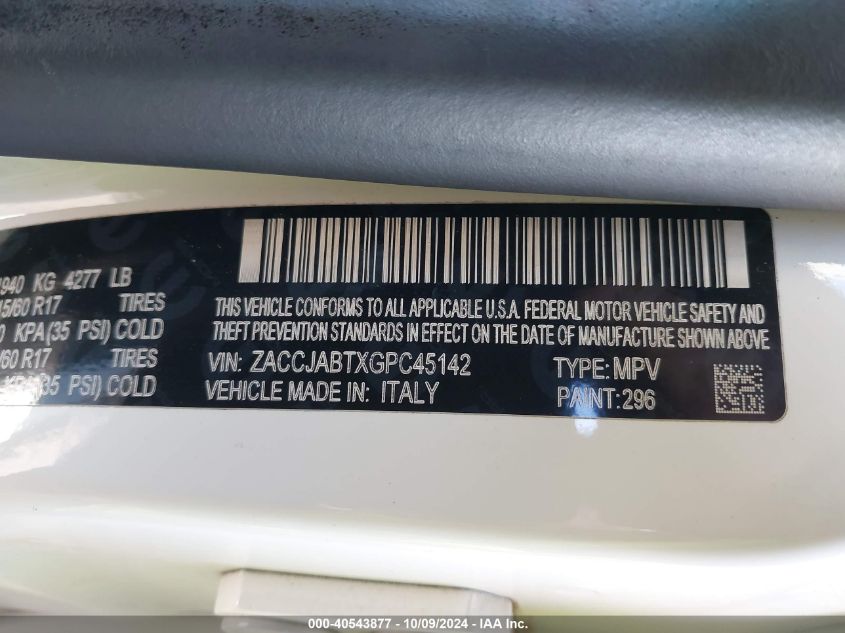 940 KG 4277 LB
5/60 R17 TIRES
0 KPA(35 PSI) COLD
/60 R17 TIRES
KPA(35 PSI) COLD
THIS VEHICLE CONFORMS TO ALL APPLICABLE U.S.A. FEDERAL MOTOR VEHICLE SAFETY AND
THEFT PREVENTION STANDARDS IN EFFECT ON THE DATE OF MANUFACTURE SHOWN ABOVE
VIN: ZACCJABTXGPC45142 TYPE: MPV
VEHICLE MADE IN: ITALY PAINT: 296
000-40543877 - 10/09/2024 - IAA Inc.